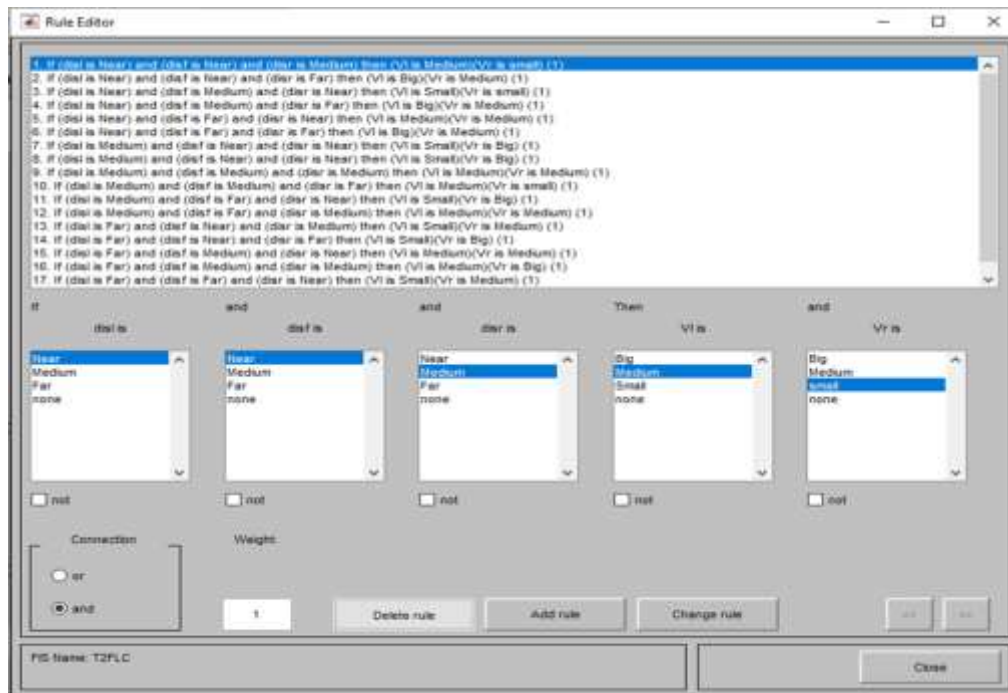 Rule Editor
1. If (disl is Near) and (disf is Near) and (disr is Medium) then (Vl is Medium)(Vr is small) (1)
2. If (disl is Near) and (disf is Near) and (disr is Far) then (Vl is Big)(Vr is Medium) (1)
3. If (disl is Near) and (disf is Medium) and (disr is Near) then (Vl is Small)(Vr is small) (1)
4. If (disl is Near) and (disf is Medium) and (disr is Far) then (Vl is Big)(Vr is Medium) (1)
5. If (disl is Near) and (disf is Far) and (disr is Near) then (Vl is Medium)(Vr is Medium) (1)
6. If (disl is Near) and (disf is Far) and (disr is Far) then (Vl is Big)(Vr is Medium) (1)
7. If (disl is Medium) and (disf is Near) and (disr is Near) then (Vl is Small)(Vr is Big) (1)
8. If (disl is Medium) and (disf is Near) and (disr is Near) then (Vl is Small)(Vr is Big) (1)
9. If (disl is Medium) and (disf is Medium) and (disr is Medium) then (Vl is Medium)(Vr is Medium) (1)
10. If (disl is Medium) and (disf is Medium) and (disr is Far) then (Vl is Medium)(Vr is small) (1)
11. If (disl is Medium) and (disf is Far) and (disr is Near) then (Vl is Small)(Vr is Big) (1)
12. If (disl is Medium) and (disf is Far) and (disr is Medium) then (Vl is Medium)(Vr is Medium) (1)
13. If (disl is Far) and (disf is Near) and (disr is Medium) then (Vl is Small)(Vr is Medium) (1)
14. If (disl is Far) and (disf is Near) and (disr is Far) then (Vl is Small)(Vr is Big) (1)
15. If (disl is Far) and (disf is Medium) and (disr is Near) then (Vl is Medium)(Vr is Medium) (1)
16. If (disl is Far) and (disf is Medium) and (disr is Medium) then (Vl is Medium)(Vr is Big) (1)
17. If (disl is Far) and (disf is Far) and (disr is Near) then (Vl is Small)(Vr is Medium) (1)
If and and Then and
disl is disf is disr is Vl is Vr is
Near Near Near Big Big
Medium Medium Medium Medium Medium
Far Far Far Small small
none none none none none
not not not not not
Connection Weight:
or
and 1 Delete rule Add rule Change rule << >>
FIS Name: T2FLC Close